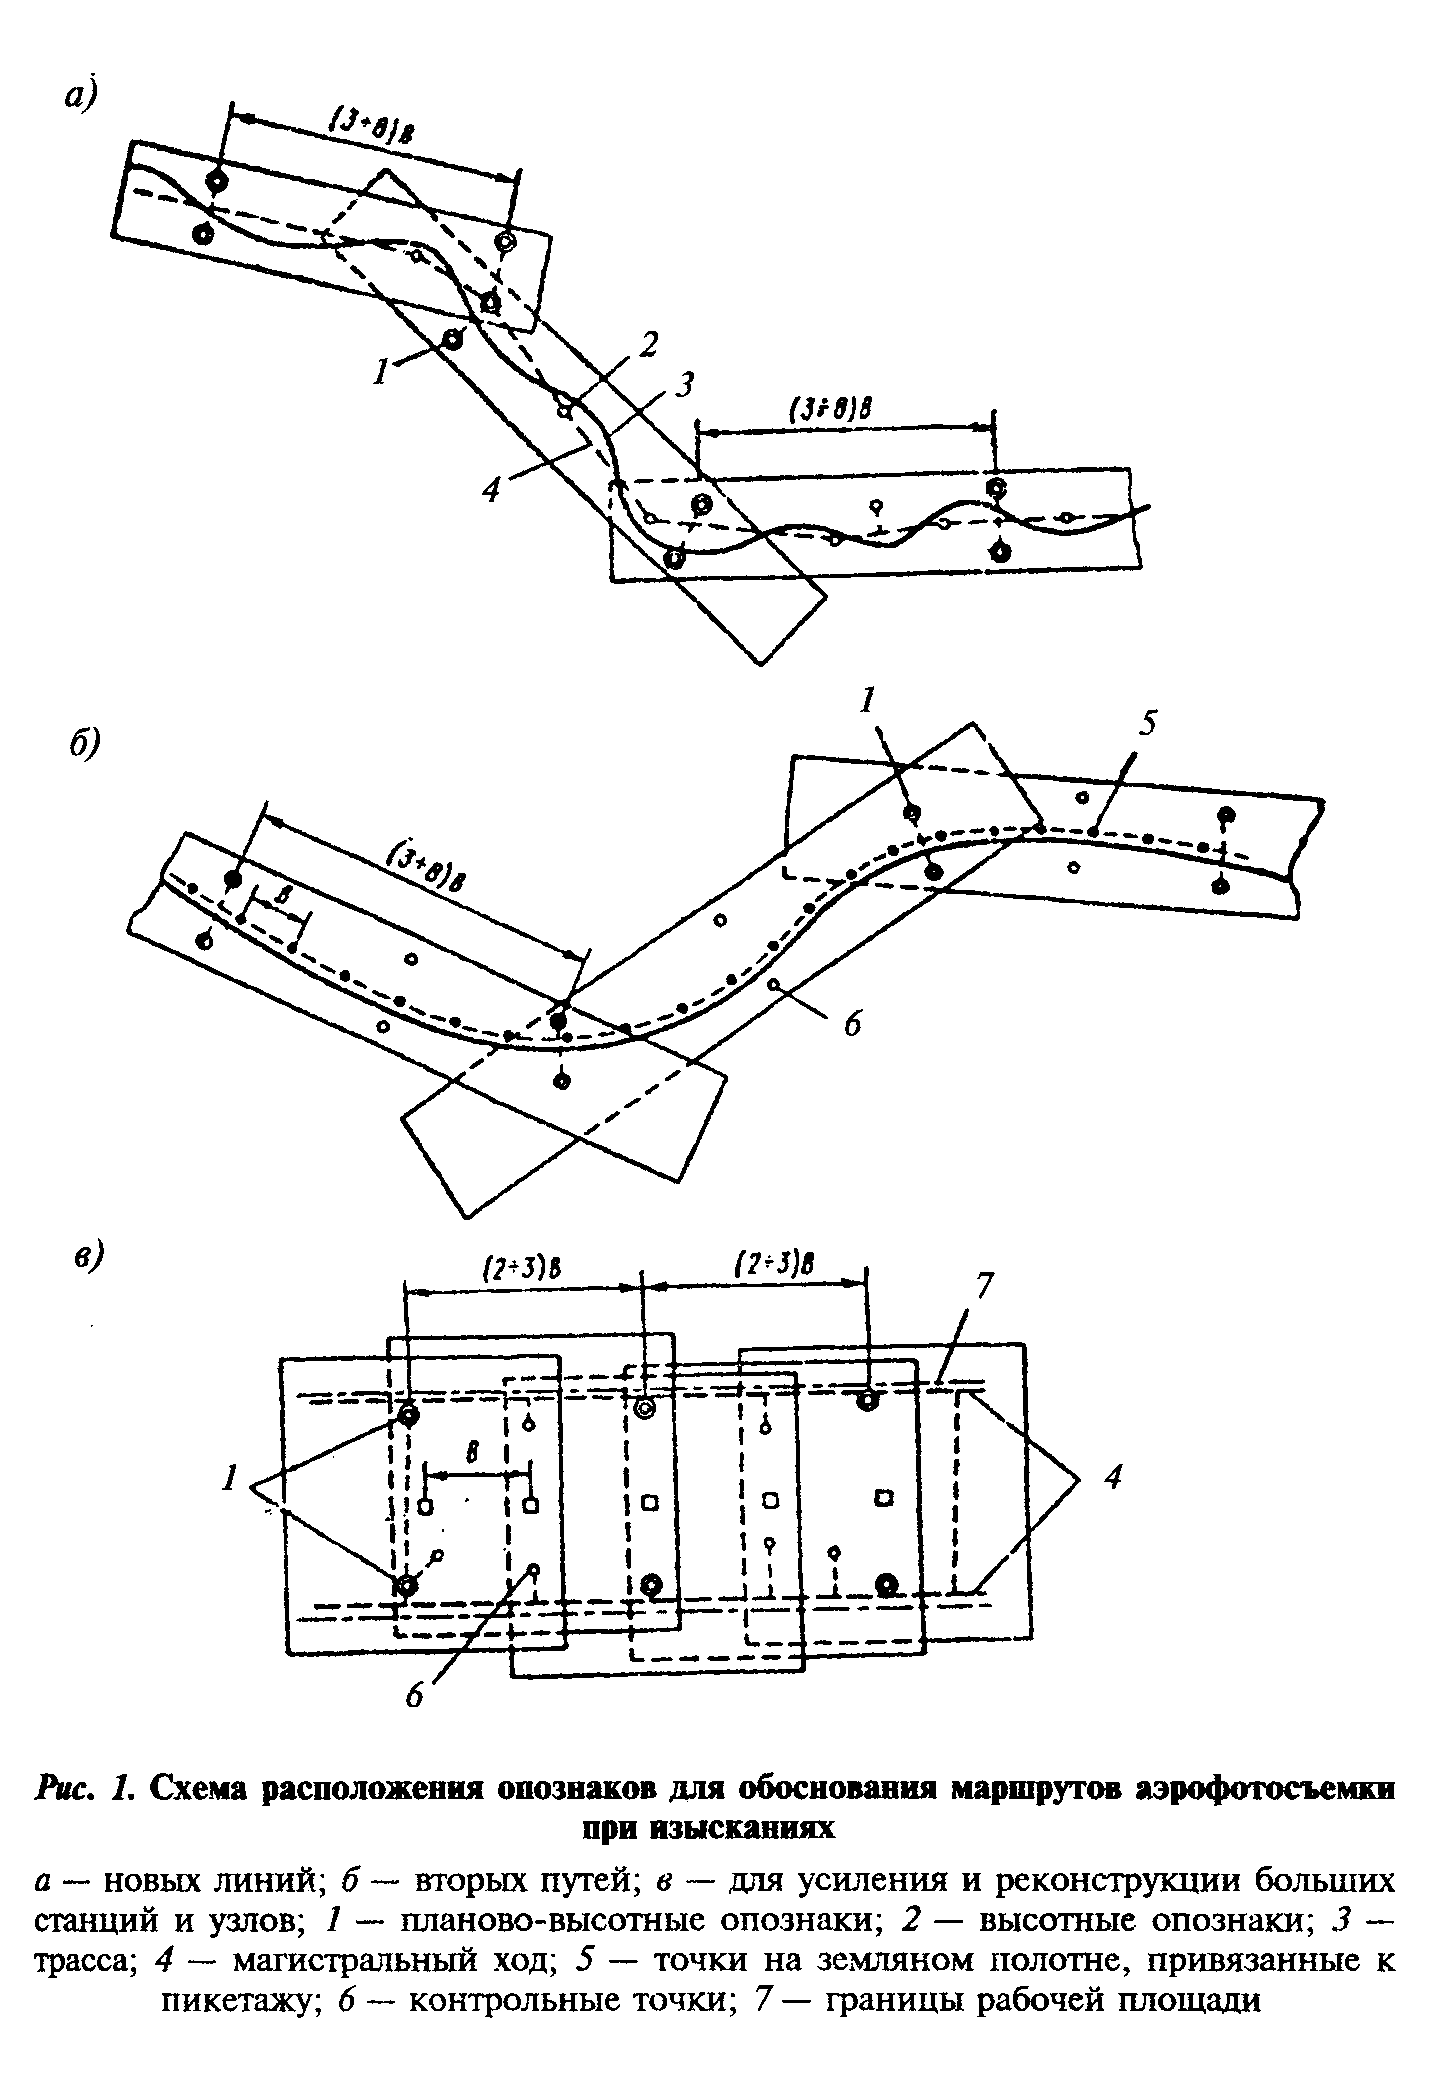 а)
(3÷8)в
1
2
3
4
(3÷8)в
б)
1
5
(3÷8)в
в
6
в)
(2÷3)в
(2÷3)в
7
в
1
4
6
Рис. 1. Схема расположения опознаков для обоснования маршрутов аэрофотосъемки
при изысканиях
а — новых линий; б — вторых путей; в — для усиления и реконструкции больших
станций и узлов; 1 — планово-высотные опознаки; 2 — высотные опознаки; 3 —
трасса; 4 — магистральный ход; 5 — точки на земляном полотне, привязанные к
пикетажу; 6 — контрольные точки; 7 — границы рабочей площади